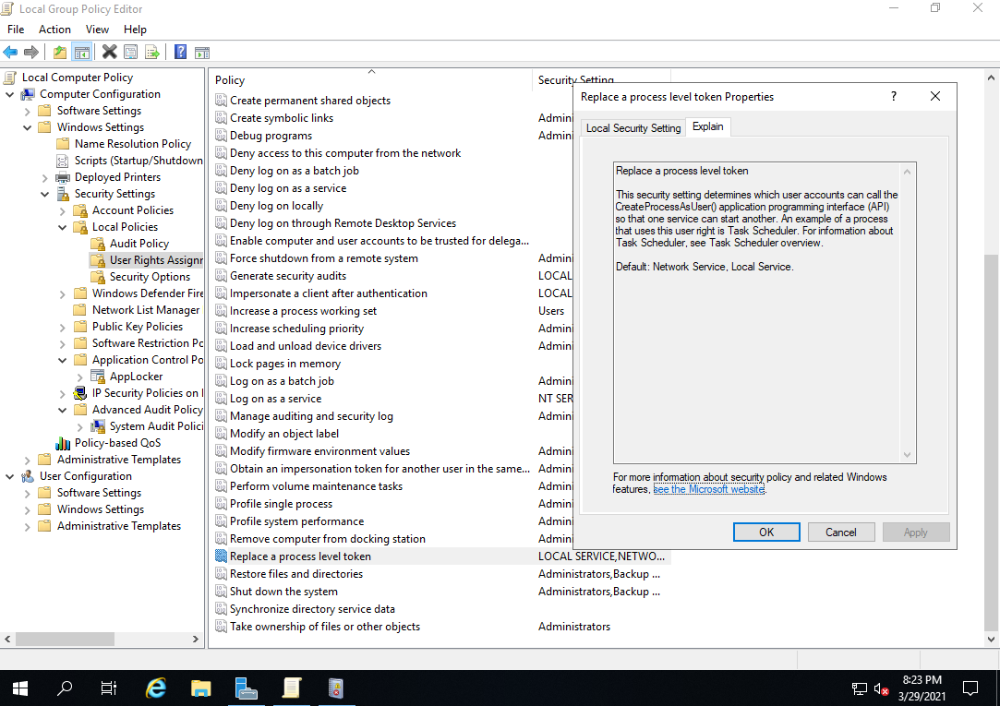 Local Group Policy Editor
File Action View Help
Local Computer Policy
Computer Configuration
Software Settings
Windows Settings
Name Resolution Policy
Scripts (Startup/Shutdown
Deployed Printers
Security Settings
Account Policies
Local Policies
Audit Policy
User Rights Assignr
Security Options
Windows Defender Fire
Network List Manager
Public Key Policies
Software Restriction Po
Application Control Po
AppLocker
IP Security Policies on
Advanced Audit Policy
System Audit Polici
Policy-based QoS
Administrative Templates
User Configuration
Software Settings
Windows Settings
Administrative Templates
Policy Security Setting
Create permanent shared objects
Create symbolic links Admini
Debug programs Admini
Deny access to this computer from the network
Deny log on as a batch job
Deny log on as a service
Deny log on locally
Deny log on through Remote Desktop Services
Enable computer and user accounts to be trusted for delega...
Force shutdown from a remote system Admini
Generate security audits LOCAL
Impersonate a client after authentication LOCAL
Increase a process working set Users
Increase scheduling priority Admini
Load and unload device drivers Admini
Lock pages in memory
Log on as a batch job Admini
Log on as a service NT SER
Manage auditing and security log Admini
Modify an object label
Modify firmware environment values Admini
Obtain an impersonation token for another user in the same... Admini
Perform volume maintenance tasks Admini
Profile single process Admini
Profile system performance Admini
Remove computer from docking station Admini
Replace a process level token LOCAL SERVICE,NETWO...
Restore files and directories Administrators,Backup ...
Shut down the system Administrators,Backup ...
Synchronize directory service data
Take ownership of files or other objects Administrators
Replace a process level token Properties ?
Local Security Setting Explain
Replace a process level token
This security setting determines which user accounts can call the
CreateProcessAsUser() application programming interface (API)
so that one service can start another. An example of a process
that uses this user right is Task Scheduler. For information about
Task Scheduler, see Task Scheduler overview.
Default: Network Service, Local Service.
For more information about security policy and related Windows
features, see the Microsoft website.
OK Cancel Apply
8:23 PM
3/29/2021